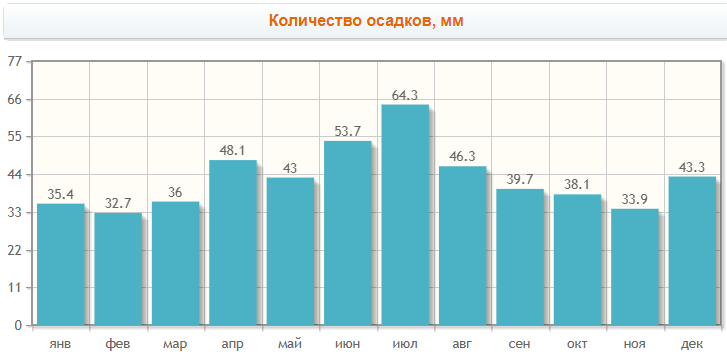 Количество осадков, мм
77
66
55
44
33
22
11
0
35.4
32.7
36
48.1
43
53.7
64.3
46.3
39.7
38.1
33.9
43.3
янв
фев
мар
апр
май
июн
июл
авг
сен
окт
ноя
дек